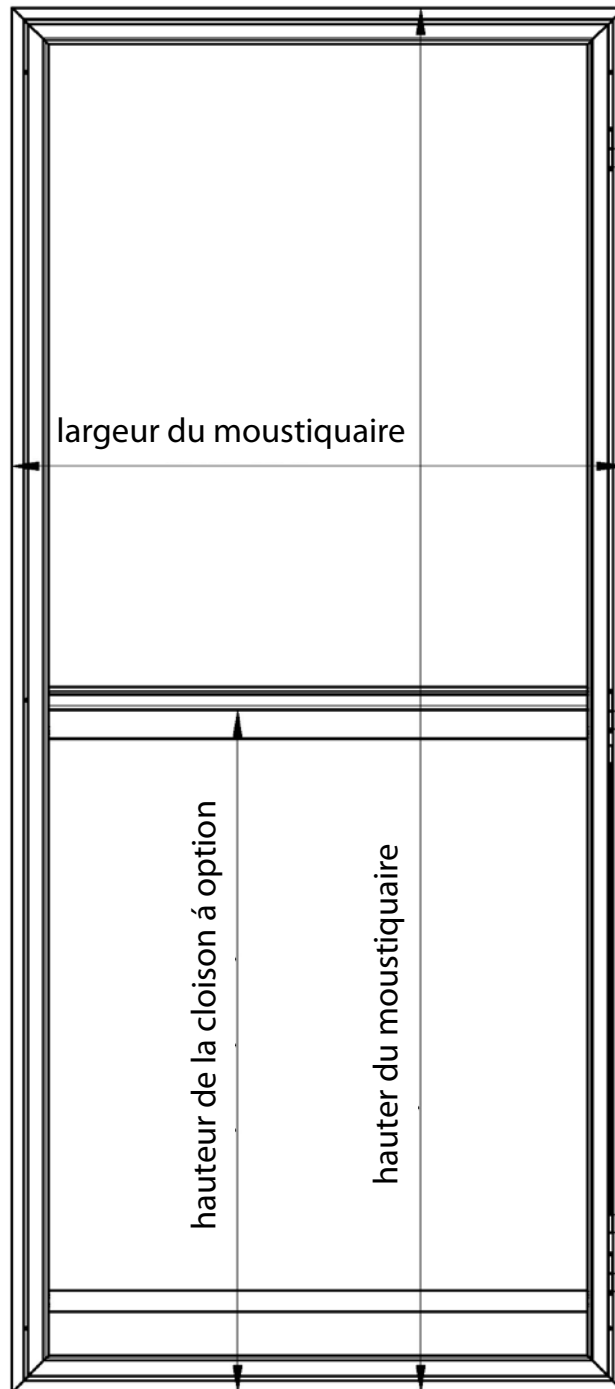 largeur du moustiquaire
hauteur de la cloison á option
hauter du moustiquaire